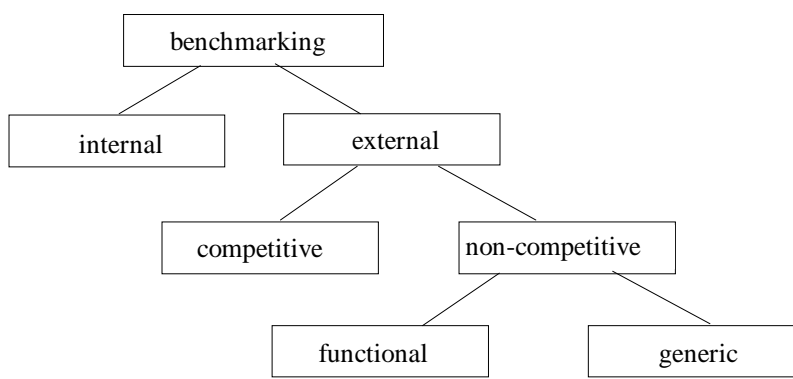 benchmarking
internal
external
competitive
non-competitive
functional
generic